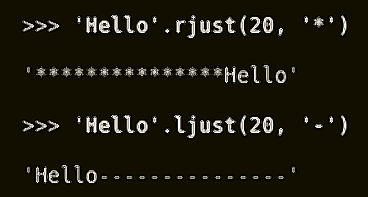 >>> 'Hello'.rjust(20, '*')
'***************Hello'
>>> 'Hello'.ljust(20, '-')
'Hello---------------'